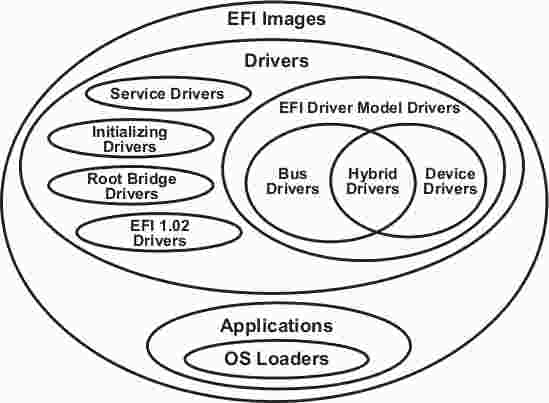 EFI Images
Drivers
Service Drivers
Initializing
Drivers
Root Bridge
Drivers
EFI 1.02
Drivers
EFI Driver Model Drivers
Bus
Drivers
Hybrid
Drivers
Device
Drivers
Applications
OS Loaders